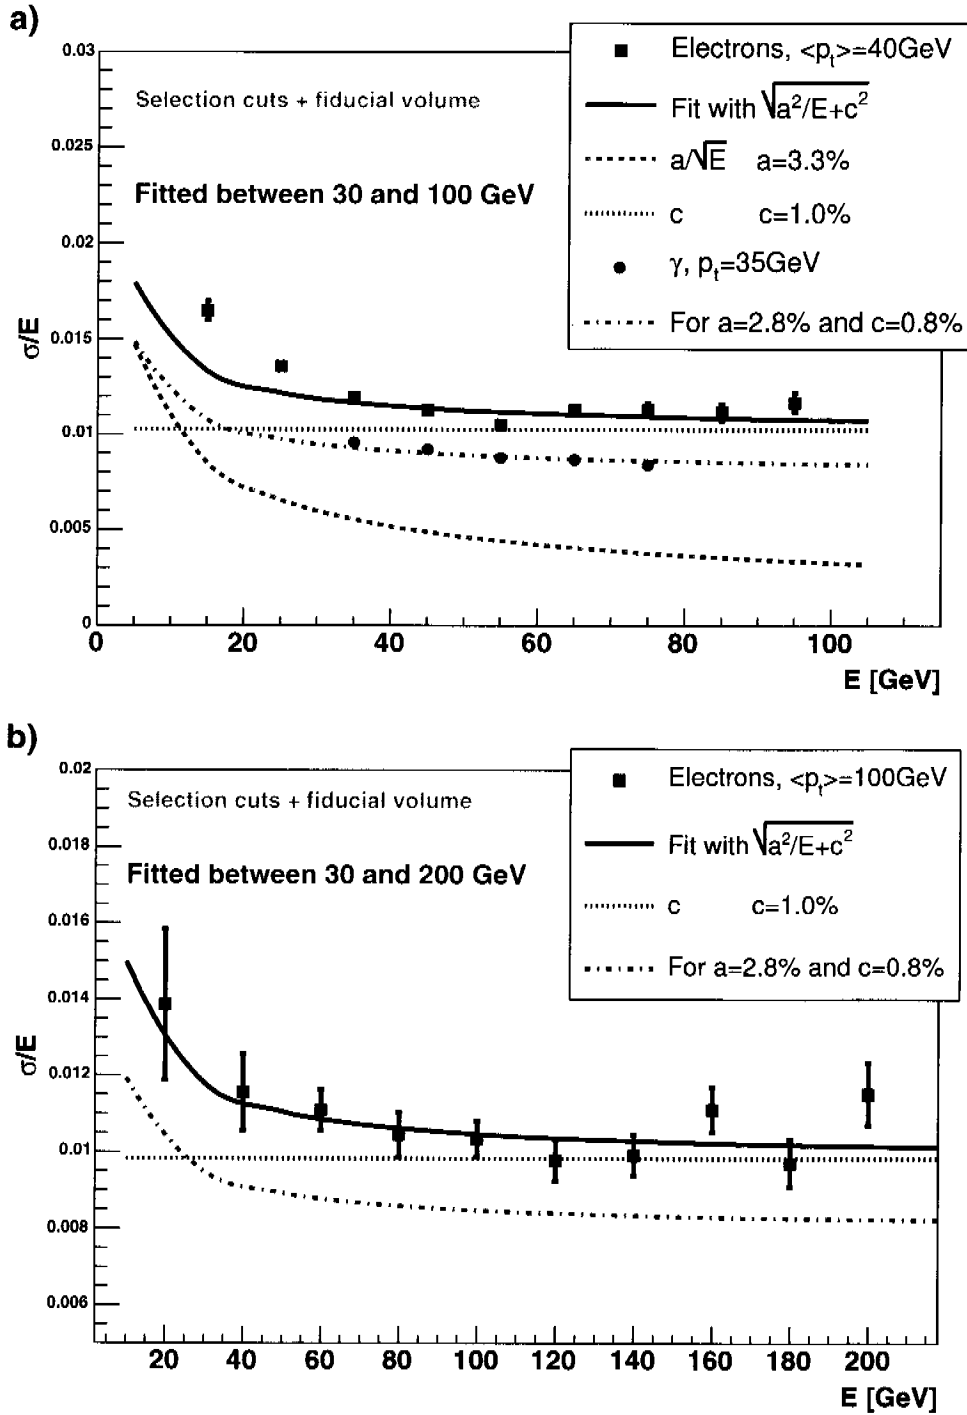 a)
0.03
0.025
0.02
0.015
0.01
0.005
0
σ/E
Selection cuts + fiducial volume
Fitted between 30 and 100 GeV
Electrons, <pt>=40GeV
Fit with √a²/E+c²
a/√E a=3.3%
c c=1.0%
γ, pt=35GeV
For a=2.8% and c=0.8%
0 20 40 60 80 100
E [GeV]
b)
0.02
0.018
0.016
0.014
0.012
0.01
0.008
0.006
σ/E
Selection cuts + fiducial volume
Fitted between 30 and 200 GeV
Electrons, <pt>=100GeV
Fit with √a²/E+c²
c c=1.0%
For a=2.8% and c=0.8%
20 40 60 80 100 120 140 160 180 200
E [GeV]